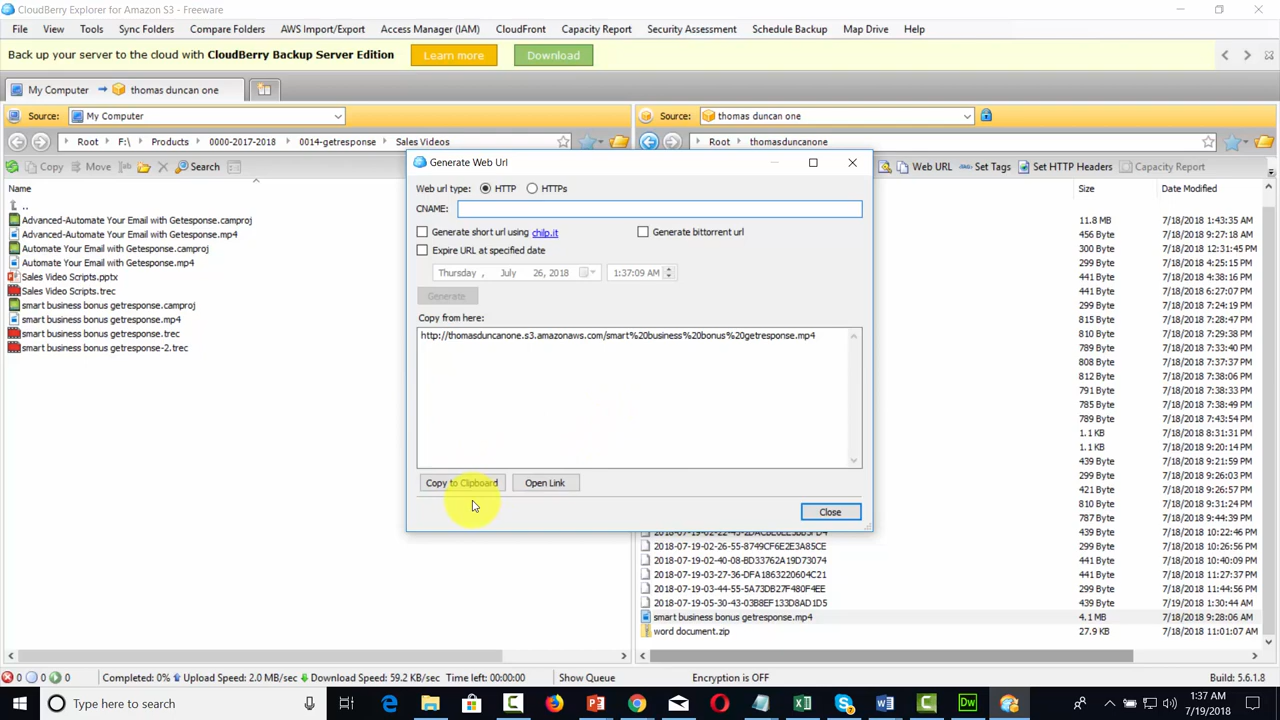 CloudBerry Explorer for Amazon S3 - Freeware
File View Tools Sync Folders Compare Folders AWS Import/Export Access Manager (IAM) CloudFront Capacity Report Security Assessment Schedule Backup Map Drive Help
Back up your server to the cloud with CloudBerry Backup Server Edition Learn more Download
My Computer thomas duncan one
Source: My Computer
Source: thomas duncan one
Root F:\ Products 0000-2017-2018 0014-getresponse Sales Videos
Root thomasduncanone
Copy Move Search
Web URL Set Tags Set HTTP Headers Capacity Report
Name
..
Advanced-Automate Your Email with Getesponse.camproj
Advanced-Automate Your Email with Getesponse.mp4
Automate Your Email with Getesponse.camproj
Automate Your Email with Getesponse.mp4
Sales Video Scripts.pptx
Sales Video Scripts.trec
smart business bonus getresponse.camproj
smart business bonus getresponse.mp4
smart business bonus getresponse.trec
smart business bonus getresponse-2.trec
Generate Web Url
Web url type: HTTP HTTPs
CNAME:
Generate short url using chilp.it Generate bittorrent url
Expire URL at specified date
Thursday , July 26, 2018 1:37:09 AM
Generate
Copy from here:
http://thomasduncanone.s3.amazonaws.com/smart%20business%20bonus%20getresponse.mp4
Copy to Clipboard Open Link
Close
Size Date Modified
11.8 MB 7/18/2018 1:43:35 AM
456 Byte 7/18/2018 9:27:18 AM
300 Byte 7/18/2018 12:31:45 PM
299 Byte 7/18/2018 4:25:15 PM
441 Byte 7/18/2018 4:38:16 PM
441 Byte 7/18/2018 6:27:07 PM
441 Byte 7/18/2018 7:24:19 PM
815 Byte 7/18/2018 7:28:37 PM
810 Byte 7/18/2018 7:29:38 PM
789 Byte 7/18/2018 7:33:40 PM
812 Byte 7/18/2018 7:38:06 PM
791 Byte 7/18/2018 7:38:37 PM
785 Byte 7/18/2018 7:38:49 PM
1.1 KB 7/18/2018 8:31:31 PM
1.1 KB 7/18/2018 9:20:14 PM
439 Byte 7/18/2018 9:21:59 PM
299 Byte 7/18/2018 9:26:03 PM
421 Byte 7/18/2018 9:26:56 PM
810 Byte 7/18/2018 9:31:28 PM
787 Byte 7/18/2018 9:44:39 PM
439 Byte 7/18/2018 10:22:46 PM
2018-07-19-02-26-55-8749CF6E2E3A85CE 299 Byte 7/18/2018 10:26:56 PM
2018-07-19-02-40-08-BD33762A19D73074 441 Byte 7/18/2018 10:40:09 PM
2018-07-19-03-27-36-DFA1863220604C21 441 Byte 7/18/2018 11:27:37 PM
2018-07-19-03-44-55-5A73DB27F480F4EE 299 Byte 7/18/2018 11:44:56 PM
2018-07-19-05-30-43-03B8EF133D8AD1D5 439 Byte 7/19/2018 1:30:44 AM
smart business bonus getresponse.mp4 4.1 MB 7/18/2018 9:28:06 AM
word document.zip 27.9 KB 7/18/2018 11:01:07 AM
0 0 0 Completed: 0% Upload Speed: 2.0 MB/sec Download Speed: 59.2 KB/sec Time left: 00:00:00 Show Queue Encryption is OFF Build: 5.6.1.8
Type here to search
1:37 AM
7/19/2018